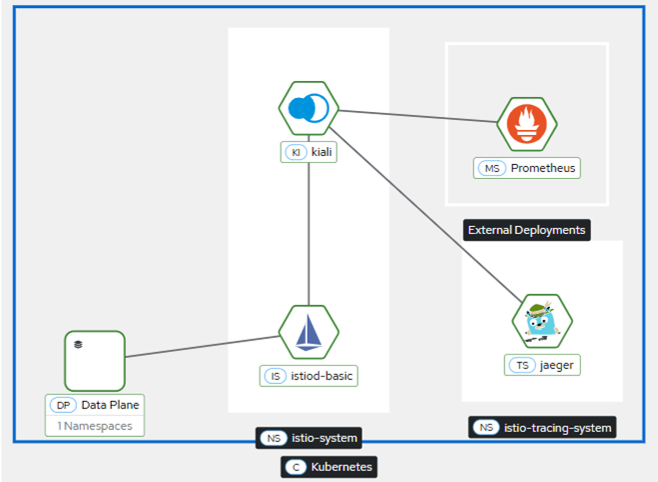 KI kiali
MS Prometheus
External Deployments
IS istiod-basic
TS jaeger
DP Data Plane
1 Namespaces
NS istio-system
NS istio-tracing-system
C Kubernetes